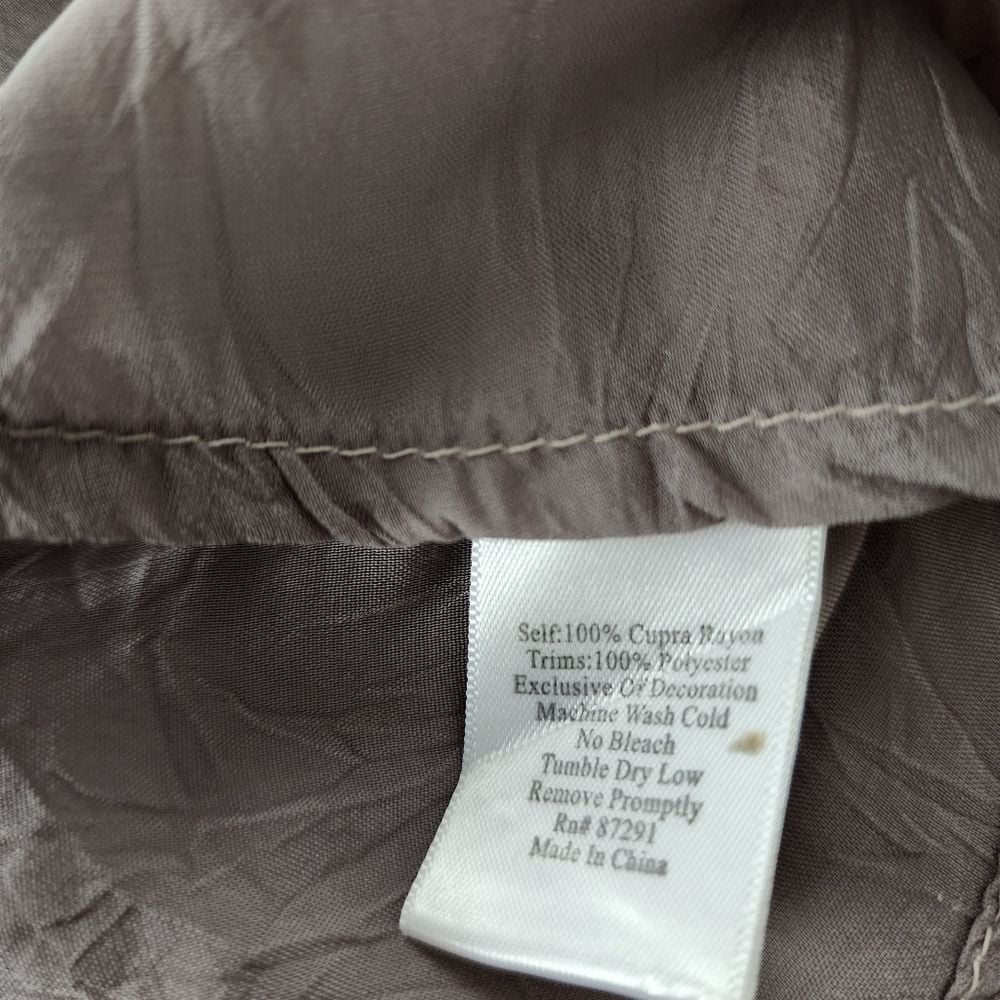 Self:100% Cupra Rayon
Trims:100% Polyester
Exclusive Of Decoration
Machine Wash Cold
No Bleach
Tumble Dry Low
Remove Promptly
Rn# 87291
Made In China